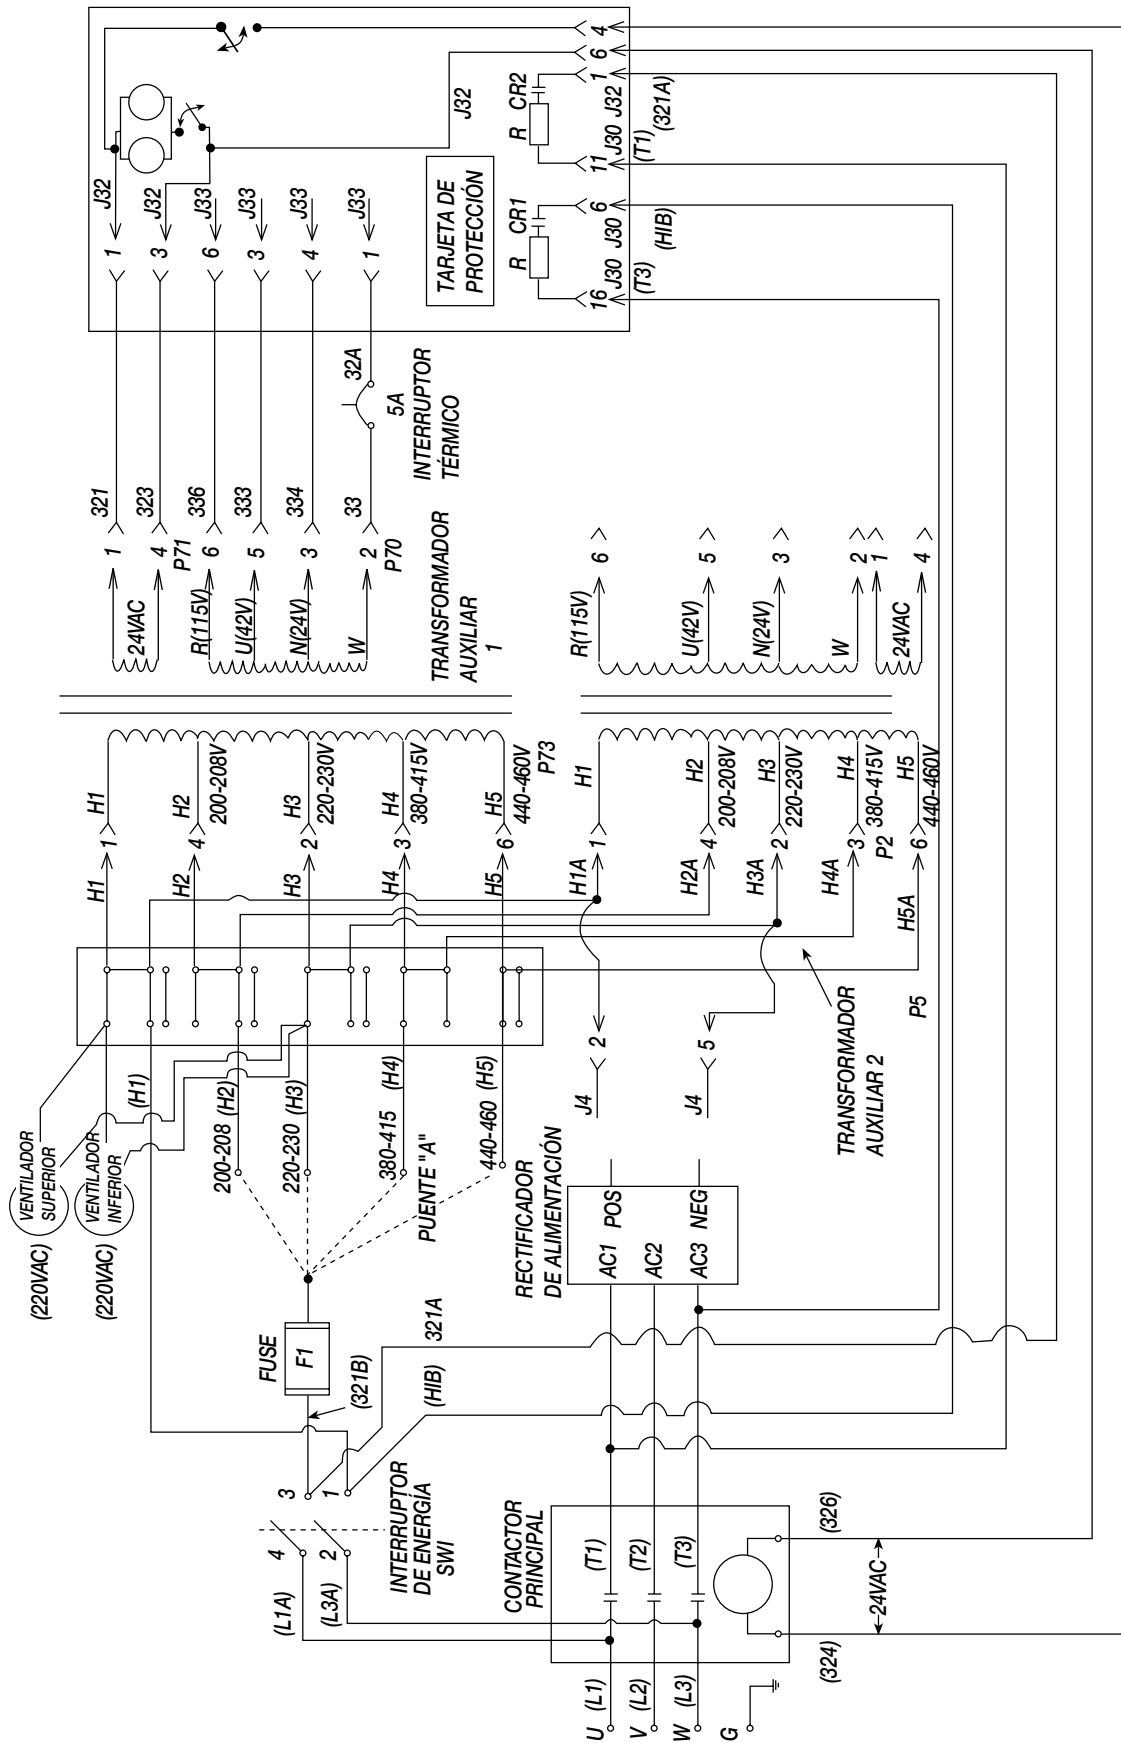 U (L1)
V (L2)
W (L3)
G
(L1A)
(L3A)
4
2
3
1
INTERRUPTOR
DE ENERGÍA
SWI
CONTACTOR
PRINCIPAL
(T1)
(T2)
(T3)
(324)
24VAC
(326)
(321B)
(HIB)
321A
FUSE
F1
(220VAC)
VENTILADOR
SUPERIOR
(220VAC)
VENTILADOR
INFERIOR
(H1)
200-208 (H2)
220-230 (H3)
380-415 (H4)
440-460 (H5)
PUENTE "A"
RECTIFICADOR
DE ALIMENTACIÓN
AC1 POS
AC2
AC3 NEG
J4
2
J4
5
TRANSFORMADOR
AUXILIAR 2
P5
H1 1 H1
H2 4 H2
200-208V
H3 2 H3
220-230V
H4 3 H4
380-415V
H5 6 H5
440-460V
P73
H1A 1 H1
H2A 4 H2
200-208V
H3A 2 H3
220-230V
H4A 3 H4
380-415V
P2
H5A 6 H5
440-460V
24VAC
R(115V)
U(42V)
N(24V)
W
TRANSFORMADOR
AUXILIAR
1
R(115V) 6
U(42V) 5
N(24V) 3
W 2
1
24VAC
4
1 321
4 323
P71
6 336
5 333
3 334
2 33
P70
32A
5A
INTERRUPTOR
TÉRMICO
1 J32
3 J32
6 J33
3 J33
4 J33
1 J33
TARJETA DE
PROTECCIÓN
J32
R CR1
R CR2
16 J30
(T3)
6 J30
(HIB)
11 J30
(T1)
1 J32
(321A)
6
4